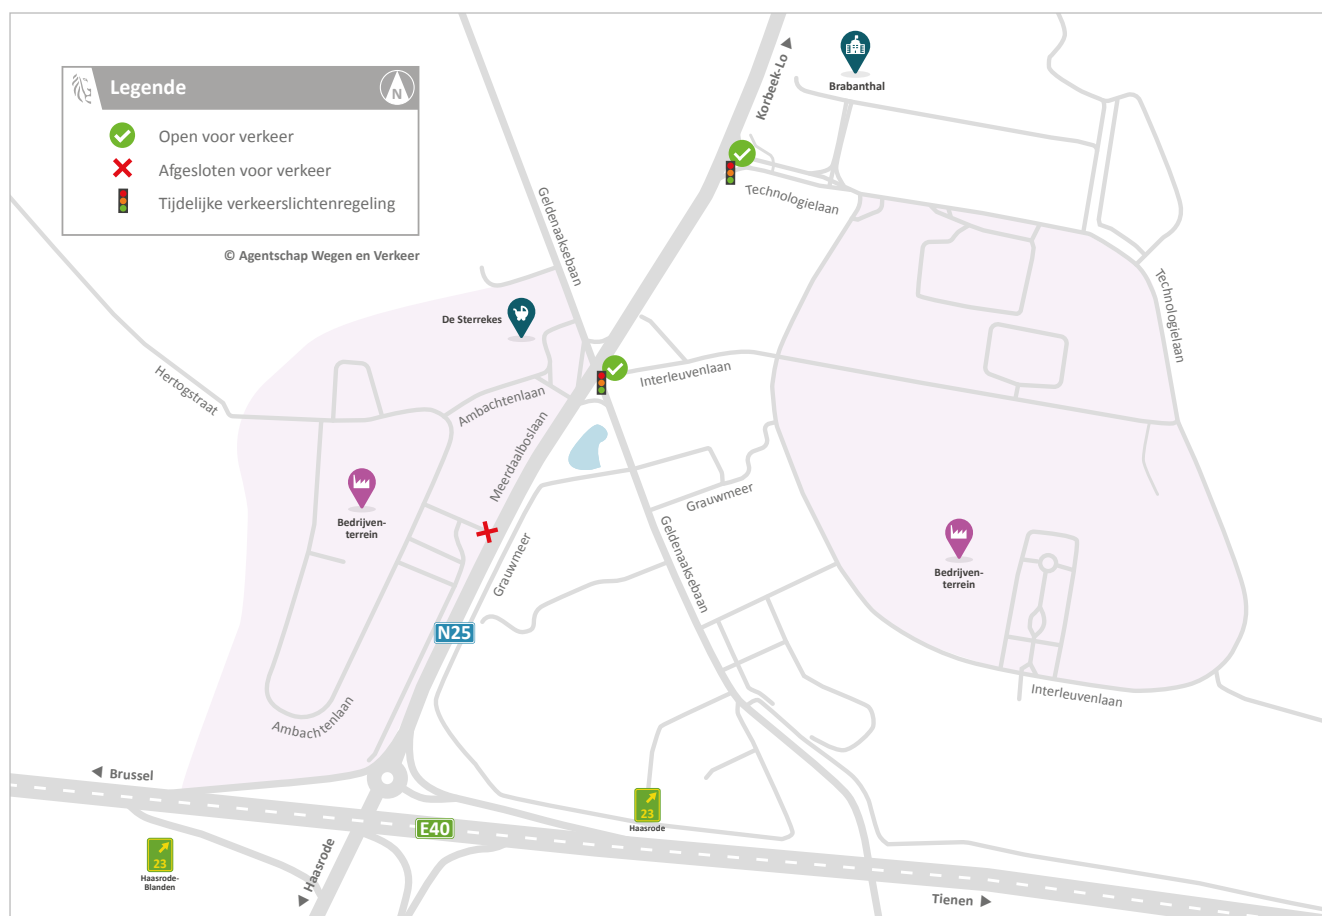 Legende
N
Open voor verkeer
Afgesloten voor verkeer
Tijdelijke verkeerslichtenregeling
© Agentschap Wegen en Verkeer
Korbeek-Lo
Brabanthal
Technologielaan
Geldenaaksebaan
Technologielaan
De Sterrekes
Hertogstraat
Ambachtenlaan
Interleuvenlaan
Meerdaalboslaan
Grauwmeer
Bedrijven-
terrein
Grauwmeer
Geldenaaksebaan
Bedrijven-
terrein
N25
Interleuvenlaan
Ambachtenlaan
Brussel
23
Haasrode
E40
23
Haasrode-
Blanden
Haasrode
Tienen